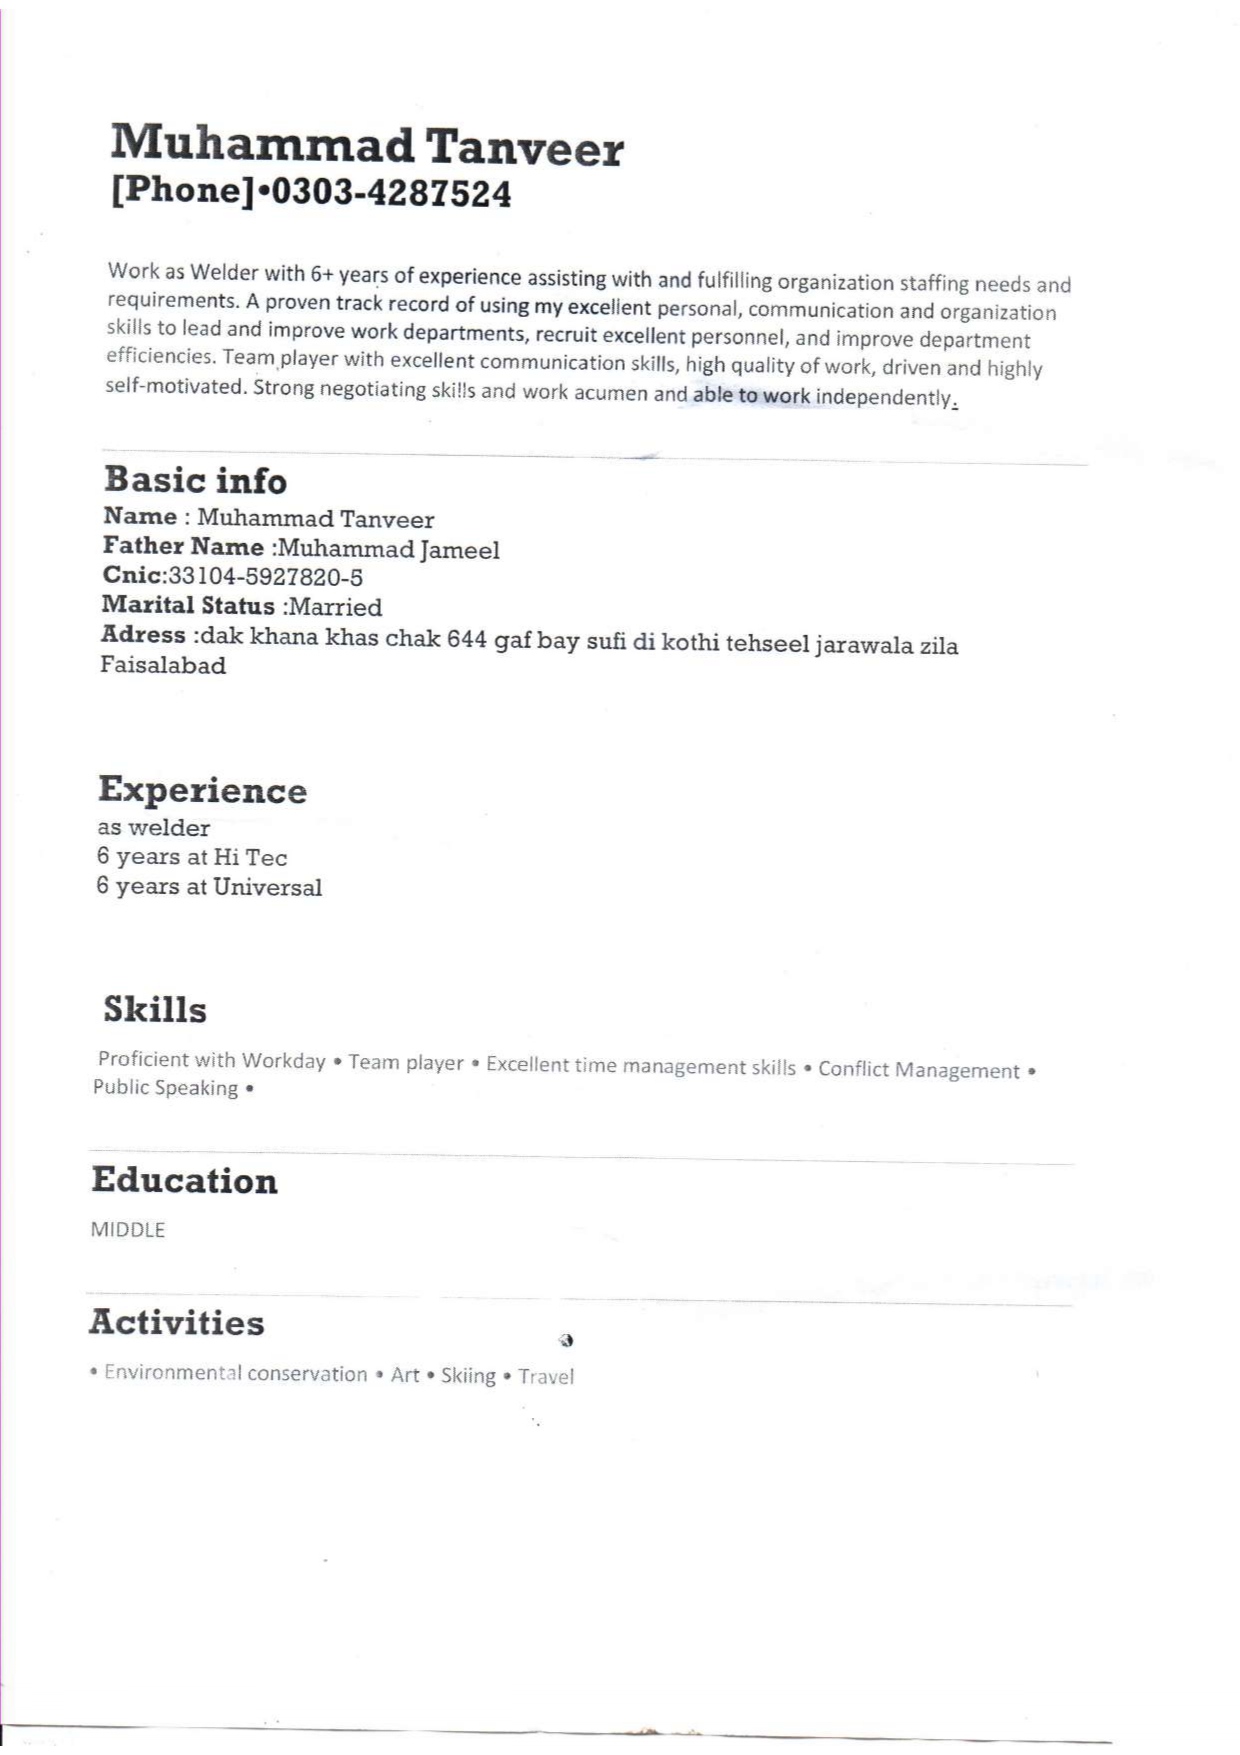 Muhammad Tanveer
[Phone]•0303-4287524
Work as Welder with 6+ years of experience assisting with and fulfilling organization staffing needs and
requirements. A proven track record of using my excellent personal, communication and organization
skills to lead and improve work departments, recruit excellent personnel, and improve department
efficiencies. Team player with excellent communication skills, high quality of work, driven and highly
self-motivated. Strong negotiating skills and work acumen and able to work independently.
Basic info
Name : Muhammad Tanveer
Father Name :Muhammad Jameel
Cnic:33104-5927820-5
Marital Status :Married
Adress :dak khana khas chak 644 gaf bay sufi di kothi tehseel jarawala zila
Faisalabad
Experience
as welder
6 years at Hi Tec
6 years at Universal
Skills
Proficient with Workday • Team player • Excellent time management skills • Conflict Management •
Public Speaking •
Education
MIDDLE
Activities
• Environmental conservation • Art • Skiing • Travel